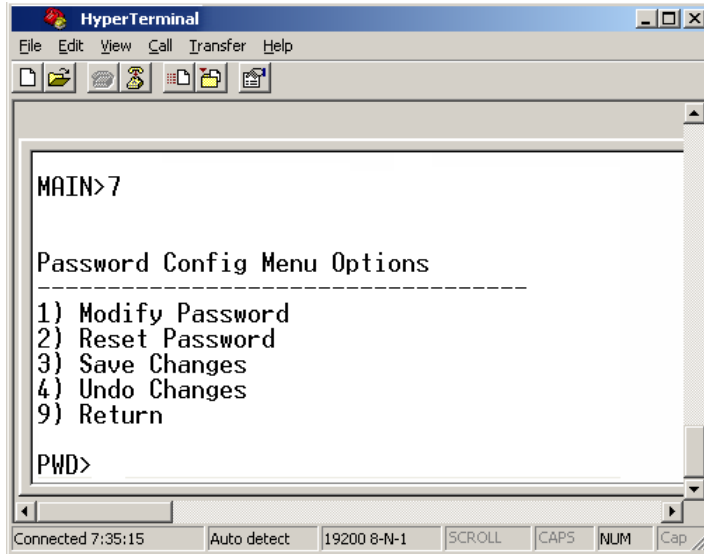 HyperTerminal
File Edit View Call Transfer Help
MAIN>7
Password Config Menu Options
-----------------------------------
1) Modify Password
2) Reset Password
3) Save Changes
4) Undo Changes
9) Return
PWD>
Connected 7:35:15 Auto detect 19200 8-N-1 SCROLL CAPS NUM Cap